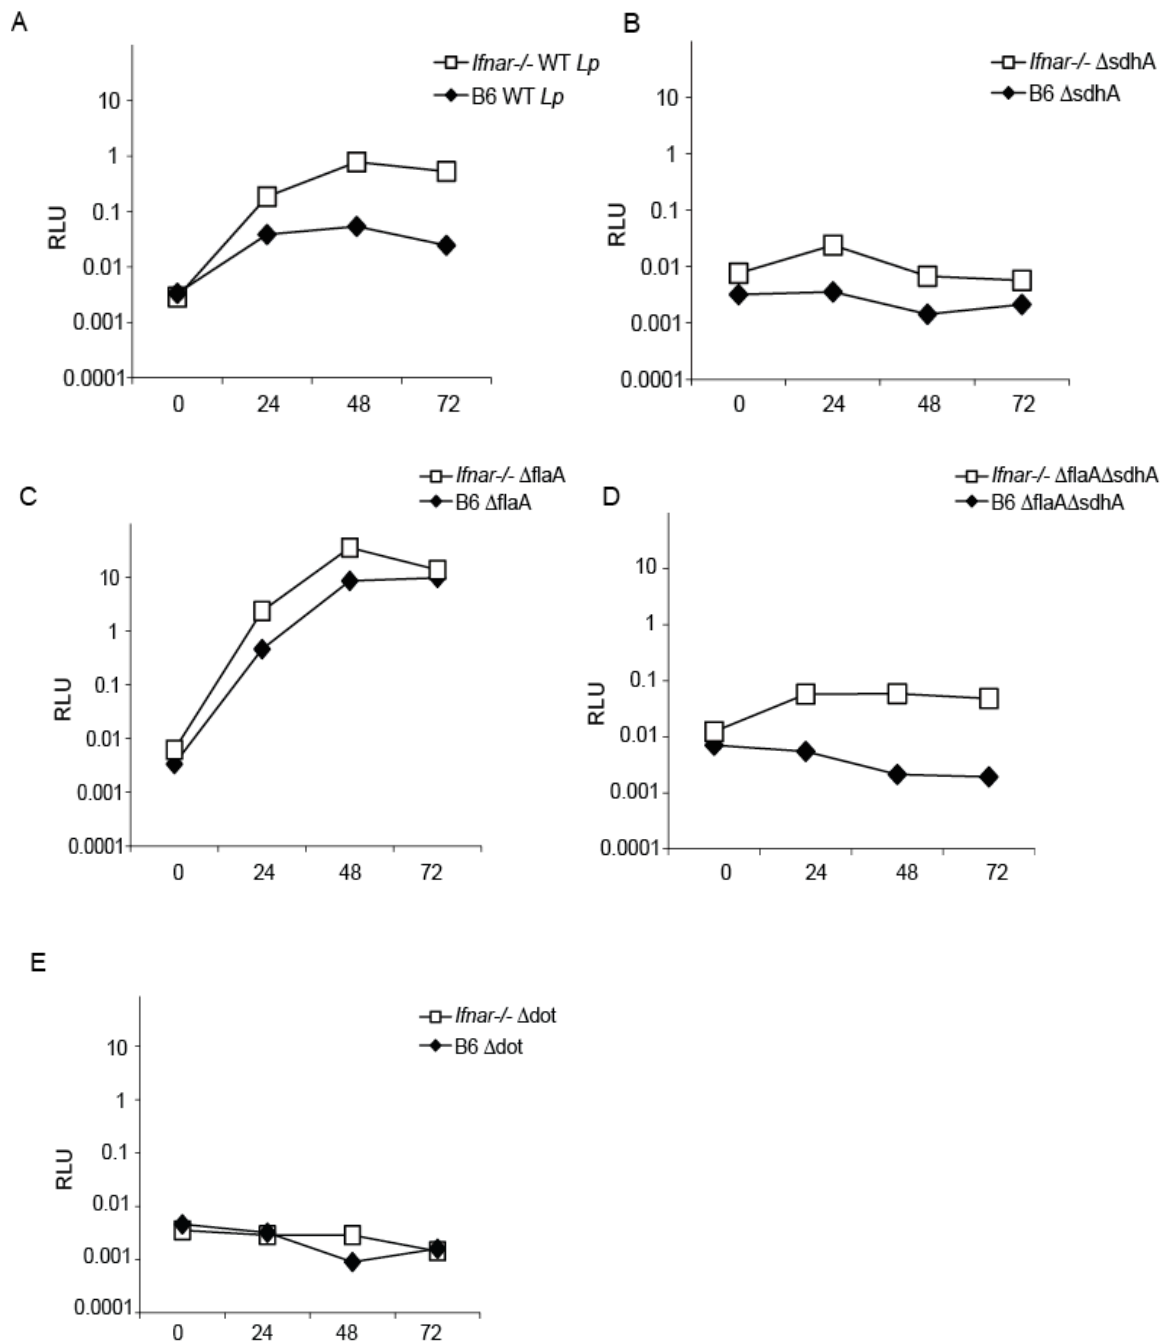 A
Ifnar-/- WT Lp
B6 WT Lp
10
1
0.1
0.01
0.001
0.0001
RLU
0 24 48 72
B
Ifnar-/- ΔsdhA
B6 ΔsdhA
10
1
0.1
0.01
0.001
0.0001
RLU
0 24 48 72
C
Ifnar-/- ΔflaA
B6 ΔflaA
10
1
0.1
0.01
0.001
0.0001
RLU
0 24 48 72
D
Ifnar-/- ΔflaAΔsdhA
B6 ΔflaAΔsdhA
10
1
0.1
0.01
0.001
0.0001
RLU
0 24 48 72
E
Ifnar-/- Δdot
B6 Δdot
10
1
0.1
0.01
0.001
0.0001
RLU
0 24 48 72